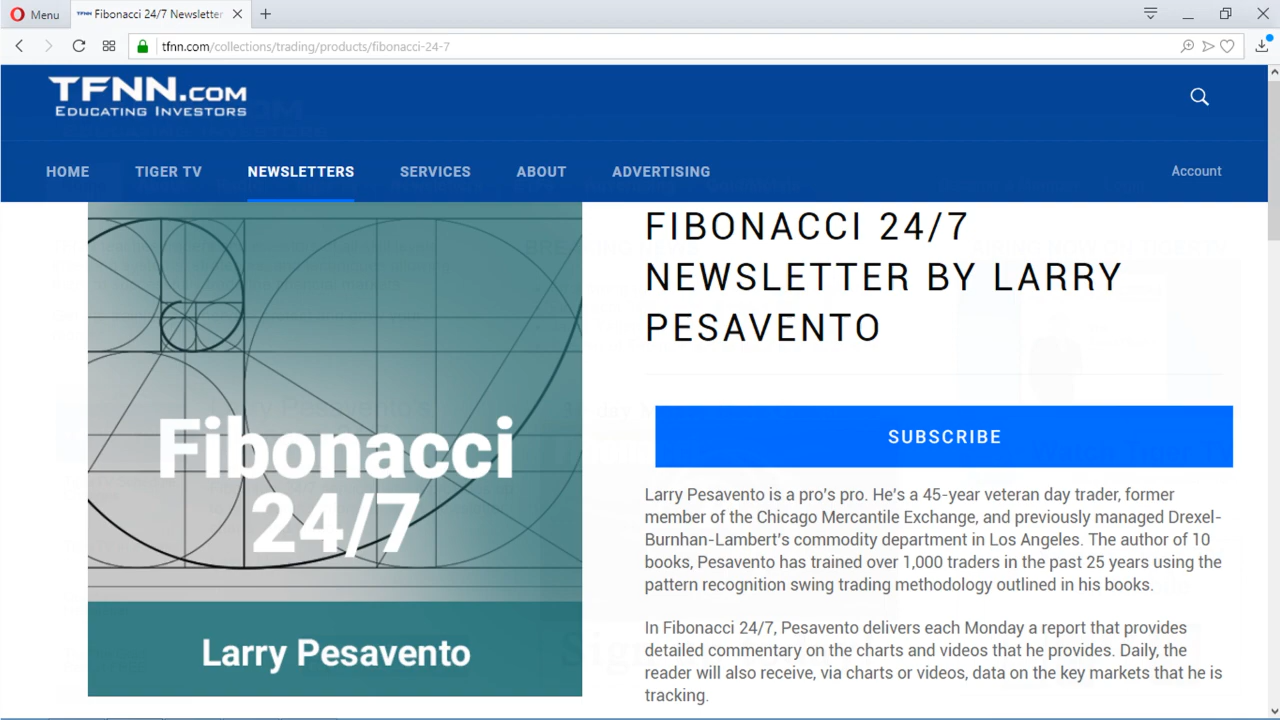 Menu
Fibonacci 24/7 Newsletter
tfnn.com/collections/trading/products/fibonacci-24-7
TFNN.COM
EDUCATING INVESTORS
HOME
TIGER TV
NEWSLETTERS
SERVICES
ABOUT
ADVERTISING
Account
Fibonacci
24/7
Larry Pesavento
FIBONACCI 24/7
NEWSLETTER BY LARRY
PESAVENTO
SUBSCRIBE
Larry Pesavento is a pro's pro. He's a 45-year veteran day trader, former
member of the Chicago Mercantile Exchange, and previously managed Drexel-
Burnhan-Lambert's commodity department in Los Angeles. The author of 10
books, Pesavento has trained over 1,000 traders in the past 25 years using the
pattern recognition swing trading methodology outlined in his books.
In Fibonacci 24/7, Pesavento delivers each Monday a report that provides
detailed commentary on the charts and videos that he provides. Daily, the
reader will also receive, via charts or videos, data on the key markets that he is
tracking.